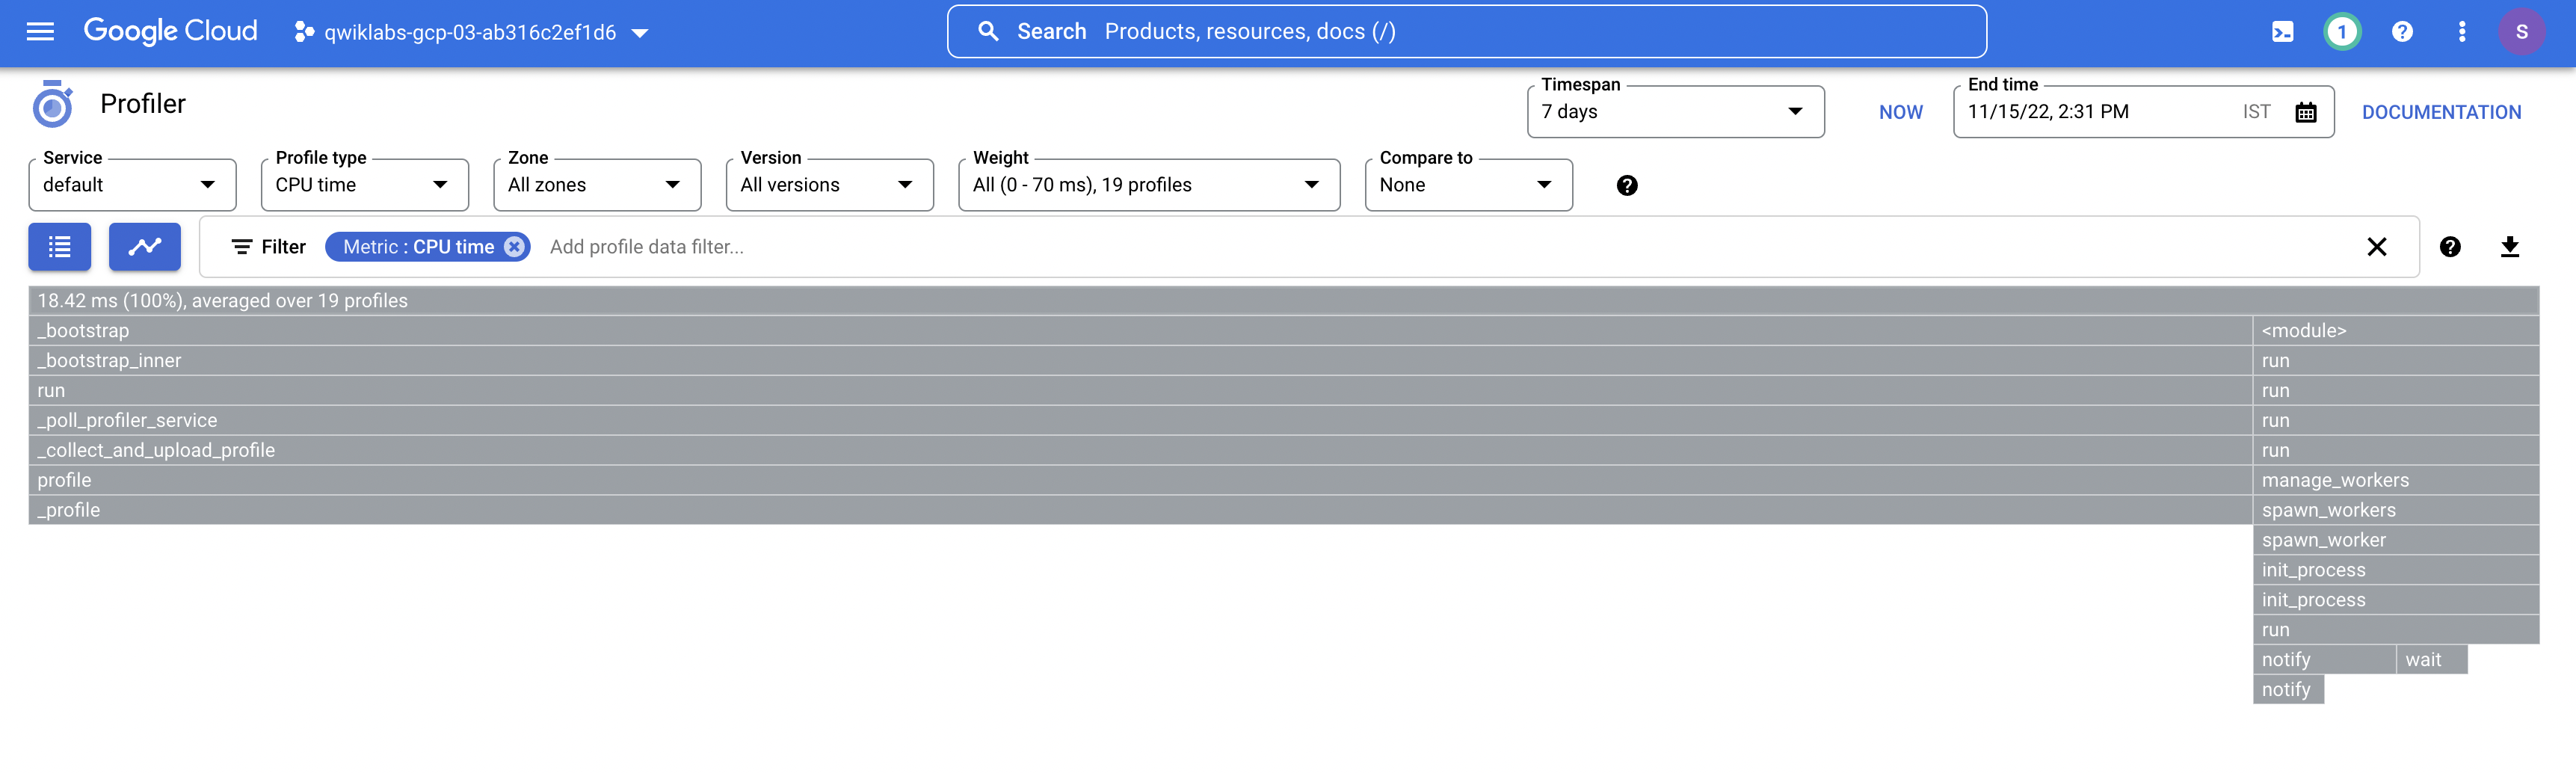 Google Cloud qwiklabs-gcp-03-ab316c2ef1d6 Search Products, resources, docs (/) 1 ? S
Profiler
Timespan
7 days
NOW
End time
11/15/22, 2:31 PM IST
DOCUMENTATION
Service
default
Profile type
CPU time
Zone
All zones
Version
All versions
Weight
All (0 - 70 ms), 19 profiles
Compare to
None
?
Filter Metric : CPU time Add profile data filter... ?
18.42 ms (100%), averaged over 19 profiles
_bootstrap <module>
_bootstrap_inner run
run run
_poll_profiler_service run
_collect_and_upload_profile run
profile manage_workers
_profile spawn_workers
spawn_worker
init_process
init_process
run
notify wait
notify